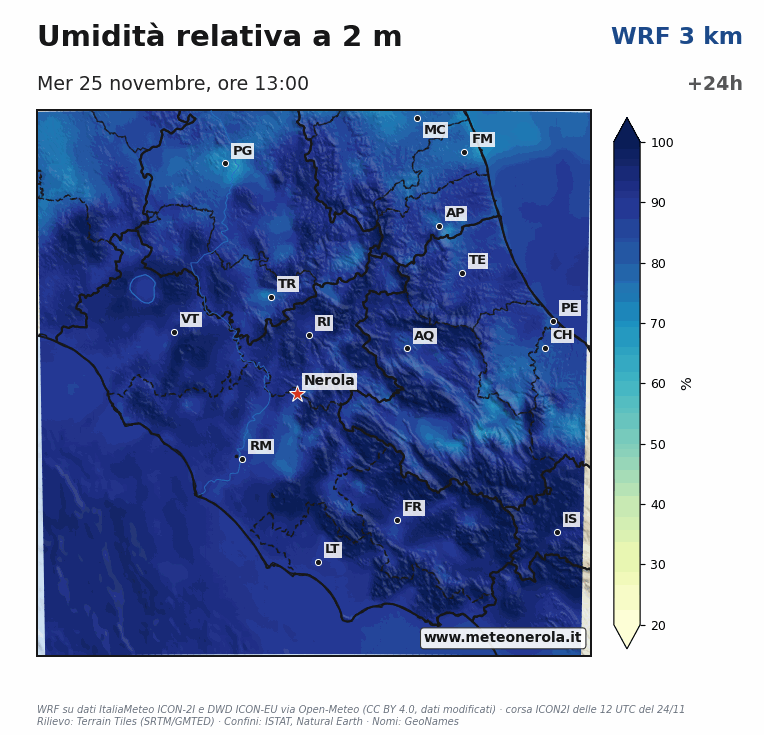 Umidità relativa a 2 m
WRF 3 km
Mer 25 novembre, ore 13:00
+24h
MC
FM
PG
AP
TE
TR
PE
VT
RI
CH
AQ
Nerola
RM
FR
IS
LT
www.meteonerola.it
100
90
80
70
60
50
40
30
20
%
WRF su dati ItaliaMeteo ICON-2I e DWD ICON-EU via Open-Meteo (CC BY 4.0, dati modificati) · corsa ICON2I delle 12 UTC del 24/11
Rilievo: Terrain Tiles (SRTM/GMTED) · Confini: ISTAT, Natural Earth · Nomi: GeoNames